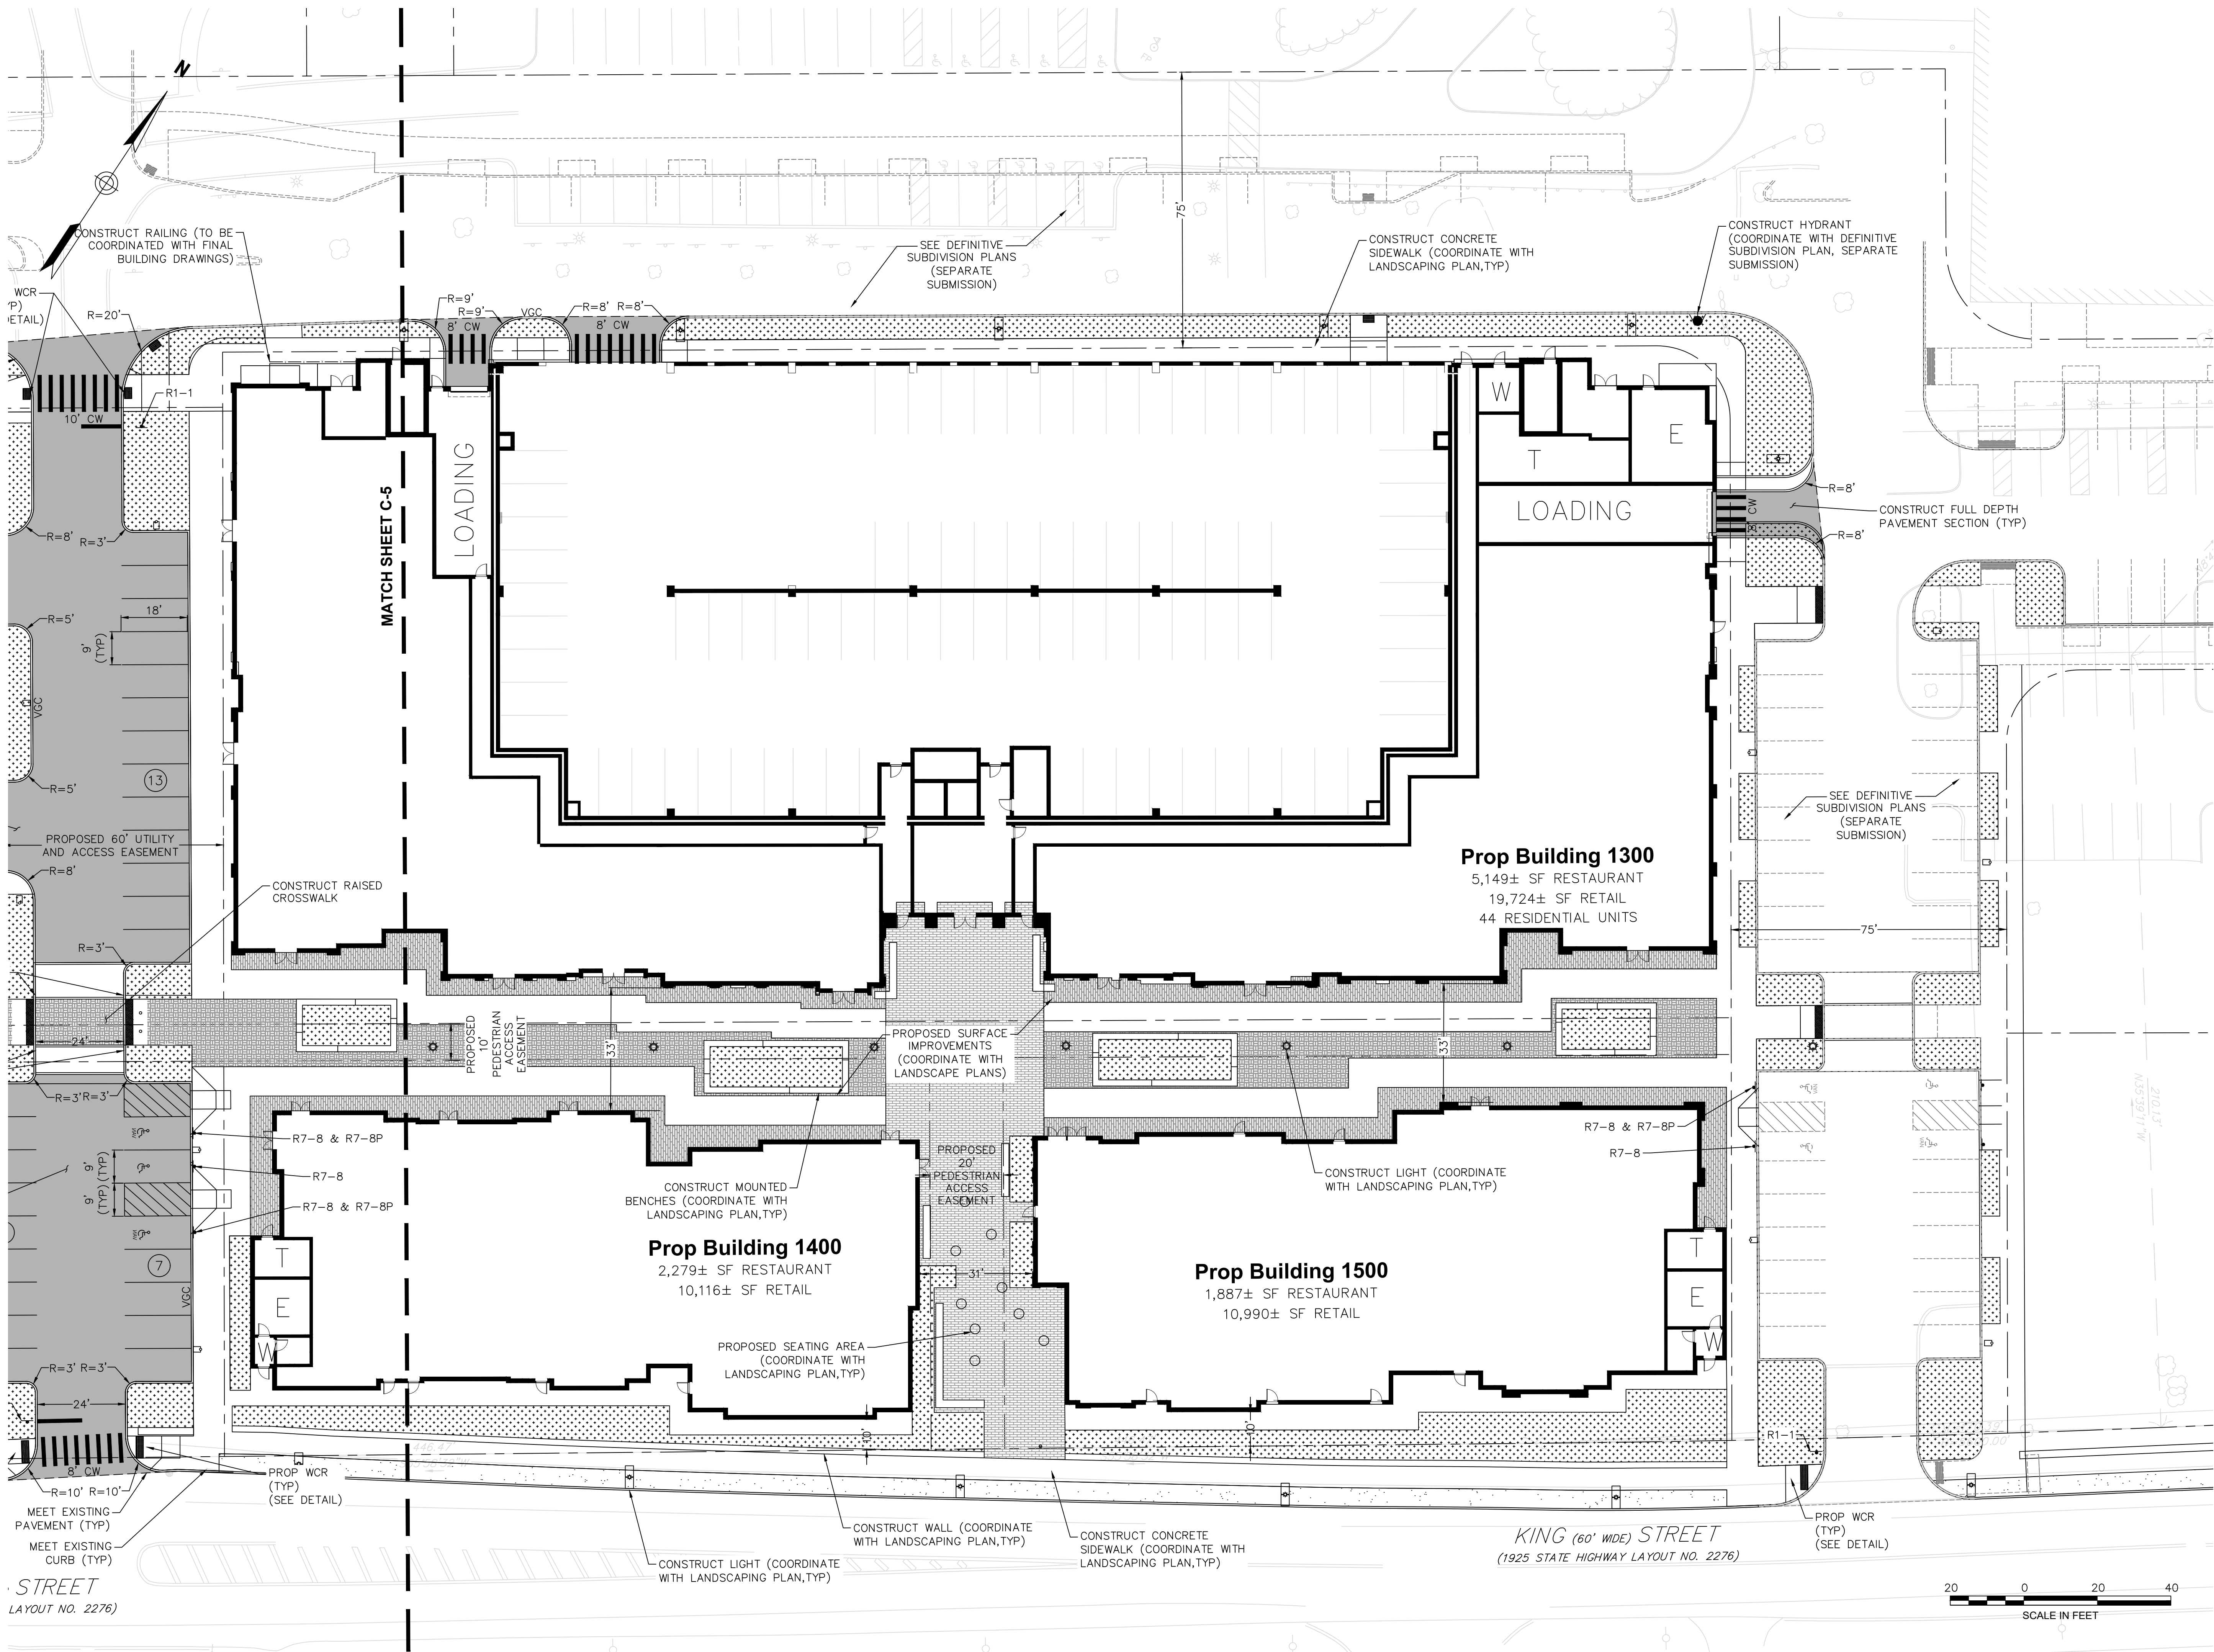 N
FP
CONSTRUCT RAILING (TO BE
COORDINATED WITH FINAL
BUILDING DRAWINGS)
SEE DEFINITIVE
SUBDIVISION PLANS
(SEPARATE
SUBMISSION)
75'
CONSTRUCT CONCRETE
SIDEWALK (COORDINATE WITH
LANDSCAPING PLAN,TYP)
CONSTRUCT HYDRANT
(COORDINATE WITH DEFINITIVE
SUBDIVISION PLAN, SEPARATE
SUBMISSION)
WCR
YP)
ETAIL)
R=20'
R=9'
R=9'
VGC
R=8' R=8'
8' CW
8' CW
10' CW
R1-1
MATCH SHEET C-5
LOADING
W
T
E
LOADING
R=8'
8' CW
R=8'
CONSTRUCT FULL DEPTH
PAVEMENT SECTION (TYP)
R=8'
R=3'
R=5'
18'
9'
(TYP)
VGC
R=5'
13
PROPOSED 60' UTILITY
AND ACCESS EASEMENT
R=8'
CONSTRUCT RAISED
CROSSWALK
R=3'
SEE DEFINITIVE
SUBDIVISION PLANS
(SEPARATE
SUBMISSION)
Prop Building 1300
5,149± SF RESTAURANT
19,724± SF RETAIL
44 RESIDENTIAL UNITS
75'
24'
PROPOSED
10'
PEDESTRIAN
ACCESS
EASEMENT
33'
PROPOSED SURFACE
IMPROVEMENTS
(COORDINATE WITH
LANDSCAPE PLANS)
33'
R=3' R=3'
R7-8 & R7-8P
R7-8
R7-8 & R7-8P
9'
(TYP)
9'
(TYP)
7
VGC
CONSTRUCT MOUNTED
BENCHES (COORDINATE WITH
LANDSCAPING PLAN,TYP)
PROPOSED
20'
PEDESTRIAN
ACCESS
EASEMENT
CONSTRUCT LIGHT (COORDINATE
WITH LANDSCAPING PLAN,TYP)
R7-8 & R7-8P
R7-8
Prop Building 1400
2,279± SF RESTAURANT
10,116± SF RETAIL
31'
Prop Building 1500
1,887± SF RESTAURANT
10,990± SF RETAIL
T
E
W
T
E
W
PROPOSED SEATING AREA
(COORDINATE WITH
LANDSCAPING PLAN,TYP)
R=3' R=3'
24'
10'
10'
446.47'
8' CW
R=10' R=10'
PROP WCR
(TYP)
(SEE DETAIL)
R1-1
MEET EXISTING
PAVEMENT (TYP)
MEET EXISTING
CURB (TYP)
CONSTRUCT WALL (COORDINATE
WITH LANDSCAPING PLAN,TYP)
CONSTRUCT LIGHT (COORDINATE
WITH LANDSCAPING PLAN,TYP)
CONSTRUCT CONCRETE
SIDEWALK (COORDINATE WITH
LANDSCAPING PLAN,TYP)
KING (60' WIDE) STREET
(1925 STATE HIGHWAY LAYOUT NO. 2276)
PROP WCR
(TYP)
(SEE DETAIL)
STREET
LAYOUT NO. 2276)
20 0 20 40
SCALE IN FEET